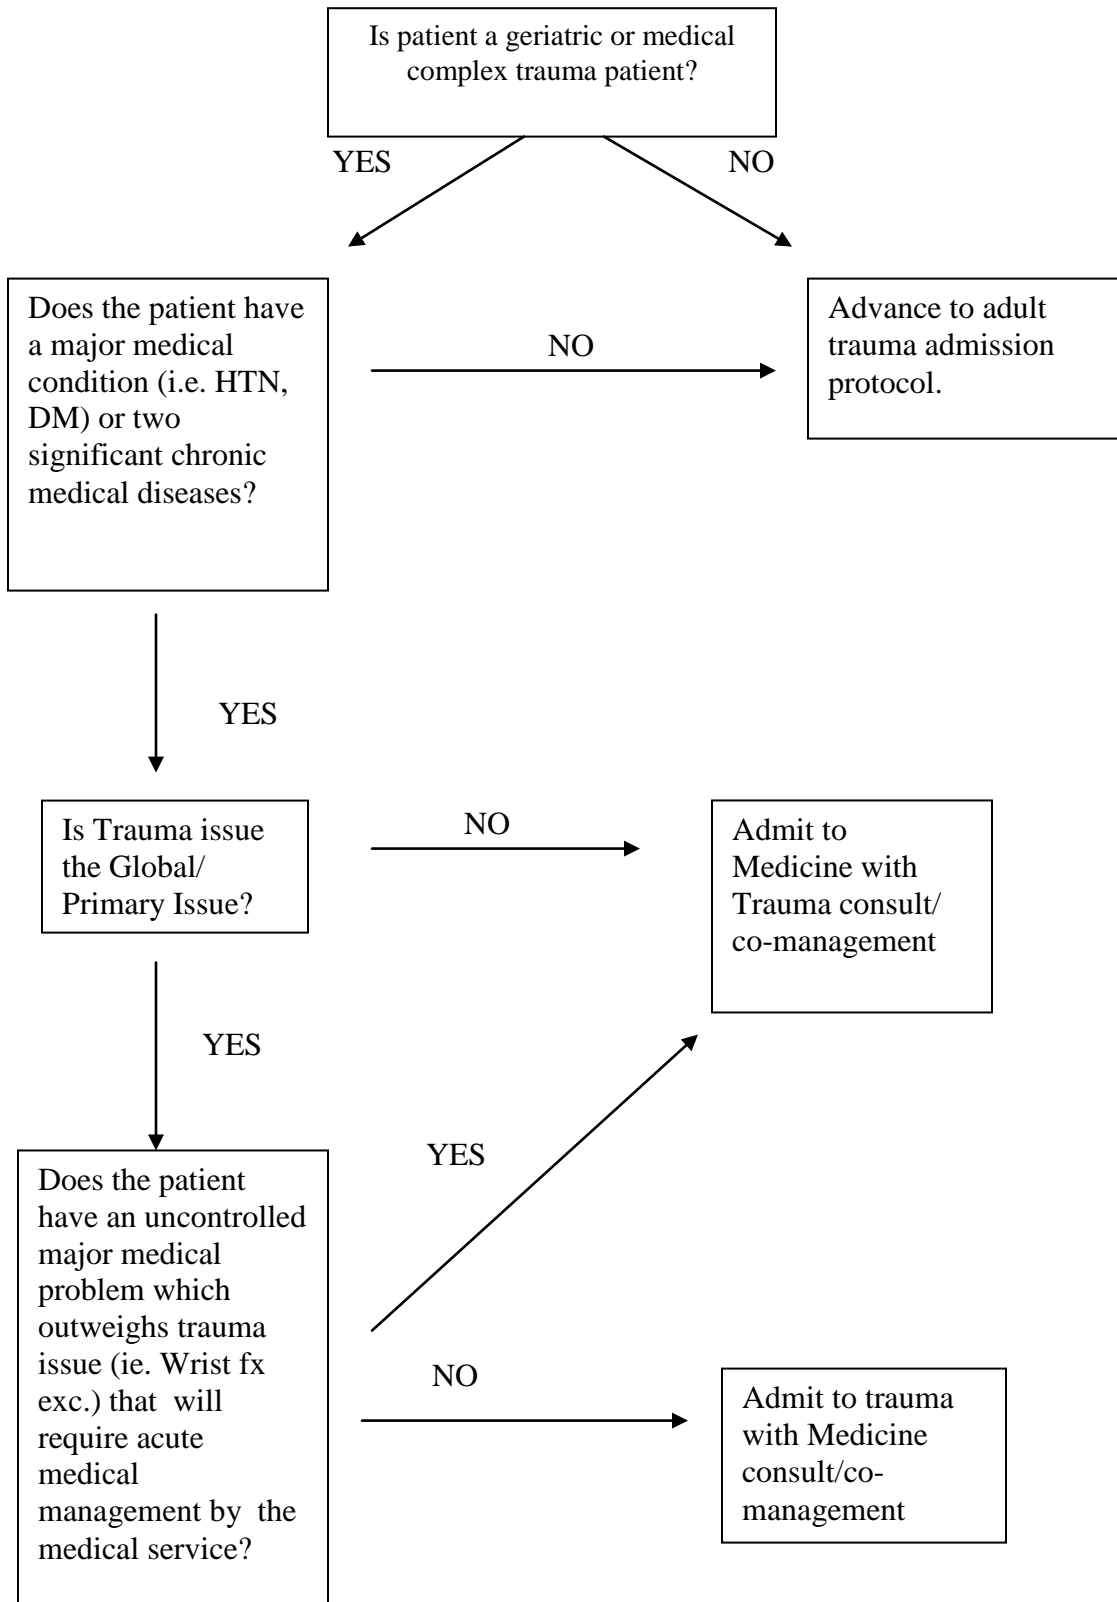 Is patient a geriatric or medical
complex trauma patient?
YES
NO
Does the patient have
a major medical
condition (i.e. HTN,
DM) or two
significant chronic
medical diseases?
NO
Advance to adult
trauma admission
protocol.
YES
Is Trauma issue
the Global/
Primary Issue?
NO
Admit to
Medicine with
Trauma consult/
co-management
YES
Does the patient
have an uncontrolled
major medical
problem which
outweighs trauma
issue (ie. Wrist fx
exc.) that  will
require acute
medical
management by  the
medical service?
YES
NO
Admit to trauma
with Medicine
consult/co-
management